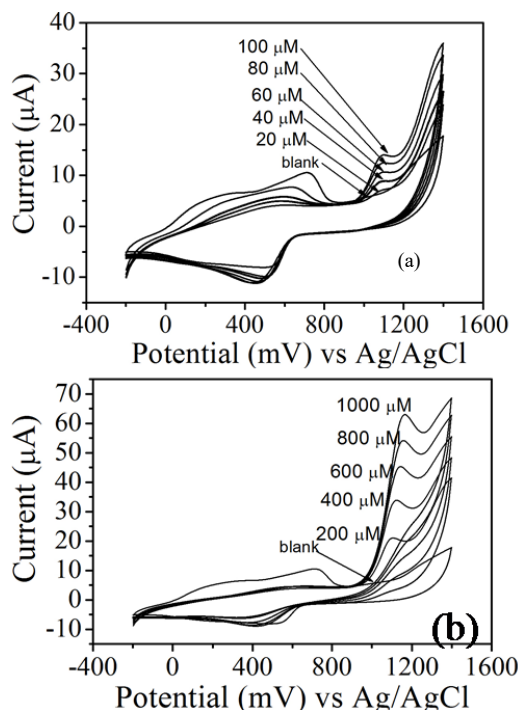 40
30
20
10
0
-10
Current (µA)
100 µM
80 µM
60 µM
40 µM
20 µM
blank
(a)
-400 0 400 800 1200 1600
Potential (mV) vs Ag/AgCl
70
60
50
40
30
20
10
0
-10
Current (µA)
1000 µM
800 µM
600 µM
400 µM
200 µM
blank
(b)
-400 0 400 800 1200 1600
Potential (mV) vs Ag/AgCl